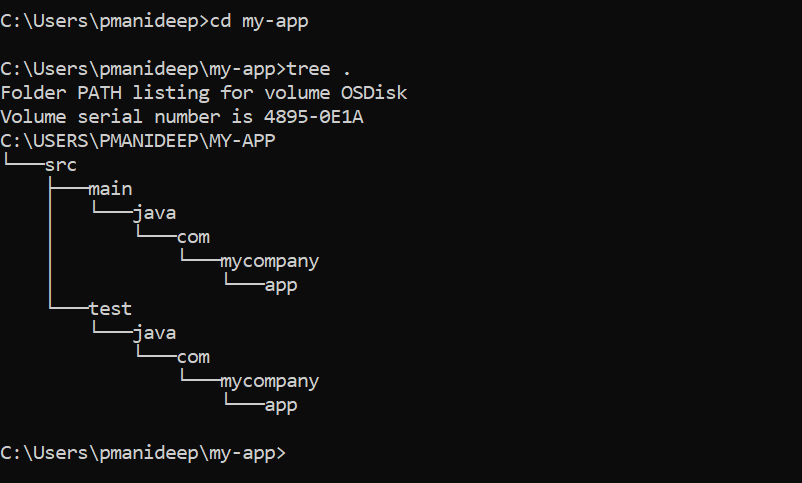 C:\Users\pmanideep>cd my-app
C:\Users\pmanideep\my-app>tree .
Folder PATH listing for volume OSDisk
Volume serial number is 4895-0E1A
C:\USERS\PMANIDEEP\MY-APP
└───src
    ├───main
    │   └───java
    │       └───com
    │           └───mycompany
    │               └───app
    └───test
        └───java
            └───com
                └───mycompany
                    └───app
C:\Users\pmanideep\my-app>